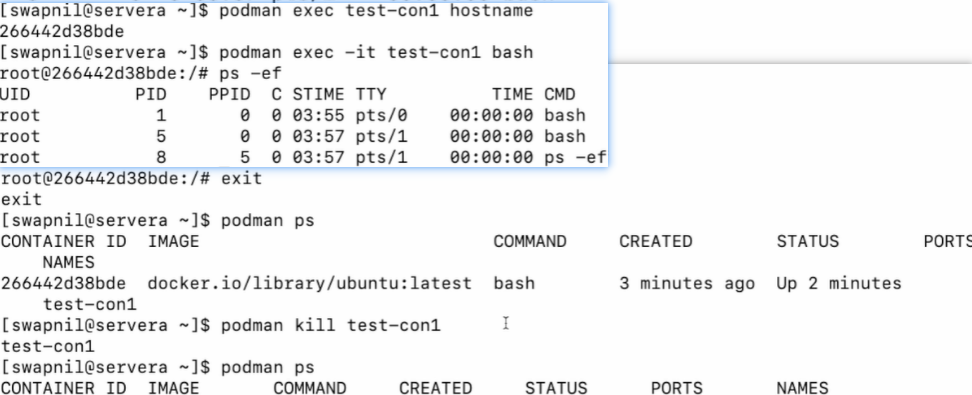 [swapnil@servera ~]$ podman exec test-con1 hostname
266442d38bde
[swapnil@servera ~]$ podman exec -it test-con1 bash
root@266442d38bde:/# ps -ef
UID          PID    PPID  C STIME TTY          TIME CMD
root           1       0  0 03:55 pts/0    00:00:00 bash
root           5       0  0 03:57 pts/1    00:00:00 bash
root           8       5  0 03:57 pts/1    00:00:00 ps -ef
root@266442d38bde:/# exit
exit
[swapnil@servera ~]$ podman ps
CONTAINER ID  IMAGE                            COMMAND     CREATED        STATUS        PORTS
    NAMES
266442d38bde  docker.io/library/ubuntu:latest  bash        3 minutes ago  Up 2 minutes
    test-con1
[swapnil@servera ~]$ podman kill test-con1
test-con1
[swapnil@servera ~]$ podman ps
CONTAINER ID  IMAGE       COMMAND     CREATED     STATUS      PORTS       NAMES